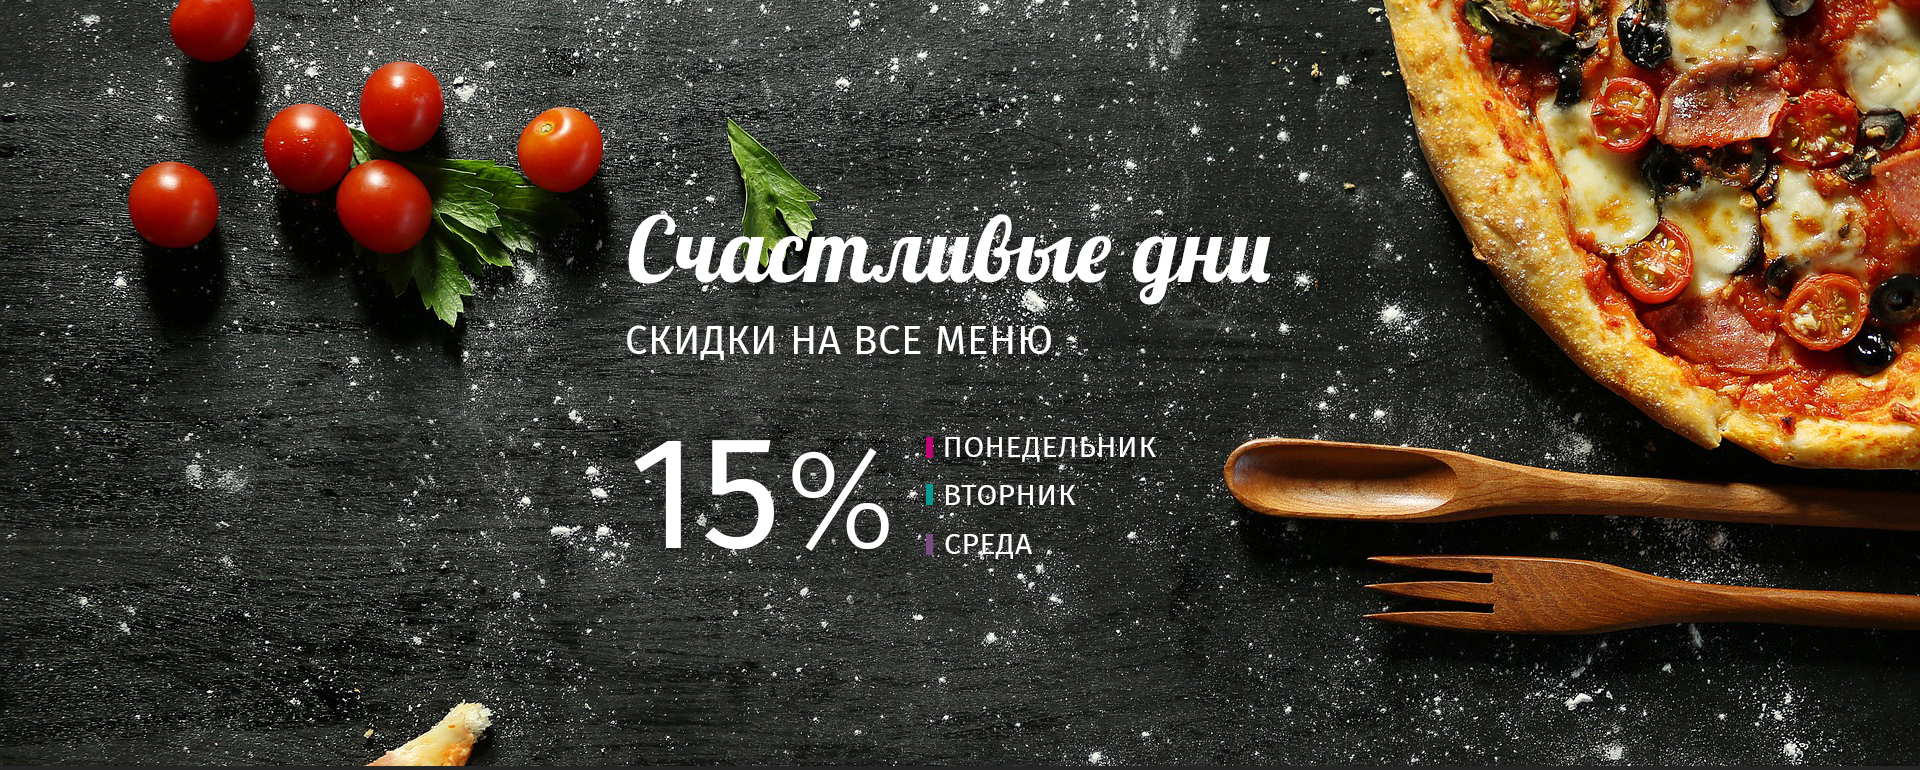 Счастливые дни
СКИДКИ НА ВСЕ МЕНЮ
15%
ПОНЕДЕЛЬНИК
ВТОРНИК
СРЕДА